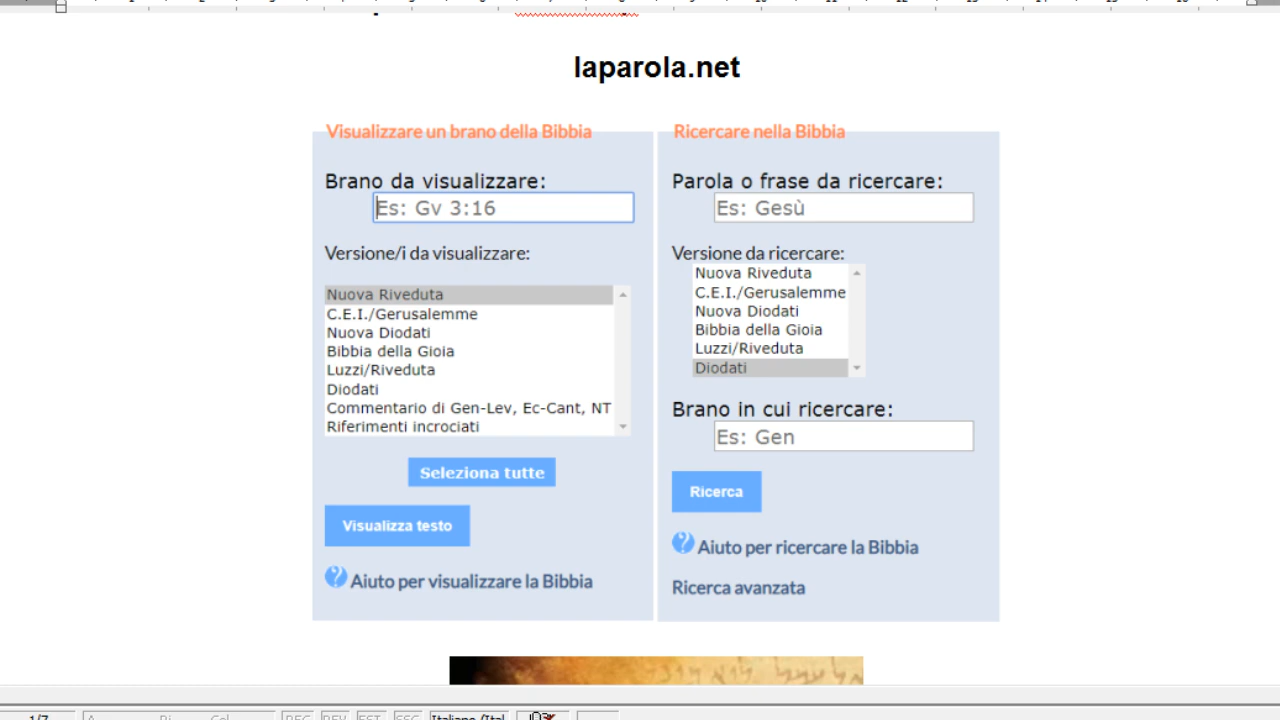 laparola.net
Visualizzare un brano della Bibbia
Brano da visualizzare:
Es: Gv 3:16
Versione/i da visualizzare:
Nuova Riveduta
C.E.I./Gerusalemme
Nuova Diodati
Bibbia della Gioia
Luzzi/Riveduta
Diodati
Commentario di Gen-Lev, Ec-Cant, NT
Riferimenti incrociati
Seleziona tutte
Visualizza testo
? Aiuto per visualizzare la Bibbia
Ricercare nella Bibbia
Parola o frase da ricercare:
Es: Gesù
Versione da ricercare:
Nuova Riveduta
C.E.I./Gerusalemme
Nuova Diodati
Bibbia della Gioia
Luzzi/Riveduta
Diodati
Brano in cui ricercare:
Es: Gen
Ricerca
? Aiuto per ricercare la Bibbia
Ricerca avanzata